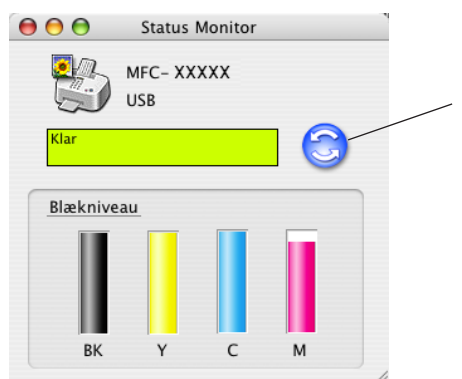 Status Monitor
MFC- XXXXX
USB
Klar
Blækniveau
BK Y C M